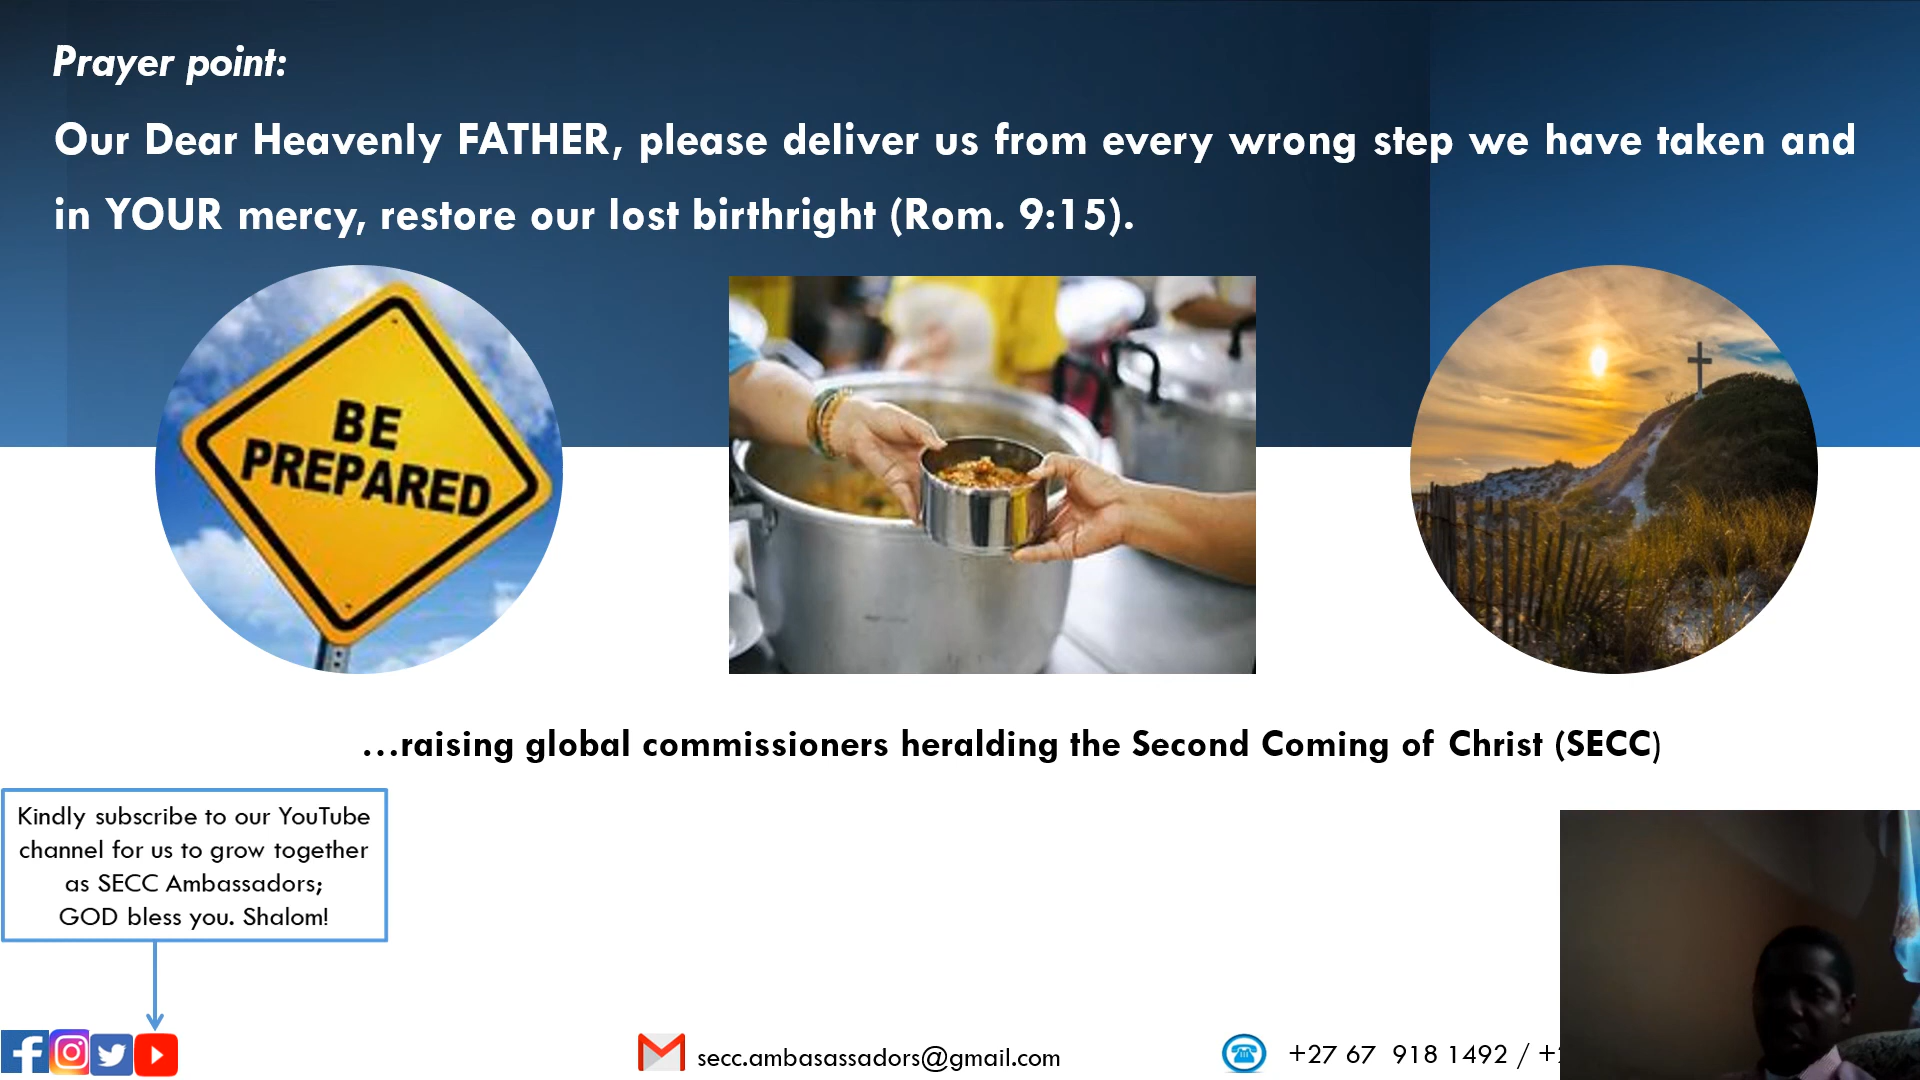 Prayer point:
Our Dear Heavenly FATHER, please deliver us from every wrong step we have taken and
in YOUR mercy, restore our lost birthright (Rom. 9:15).
BE
PREPARED
...raising global commissioners heralding the Second Coming of Christ (SECC)
Kindly subscribe to our YouTube
channel for us to grow together
as SECC Ambassadors;
GOD bless you. Shalom!
secc.ambasassadors@gmail.com
+27 67 918 1492 / +